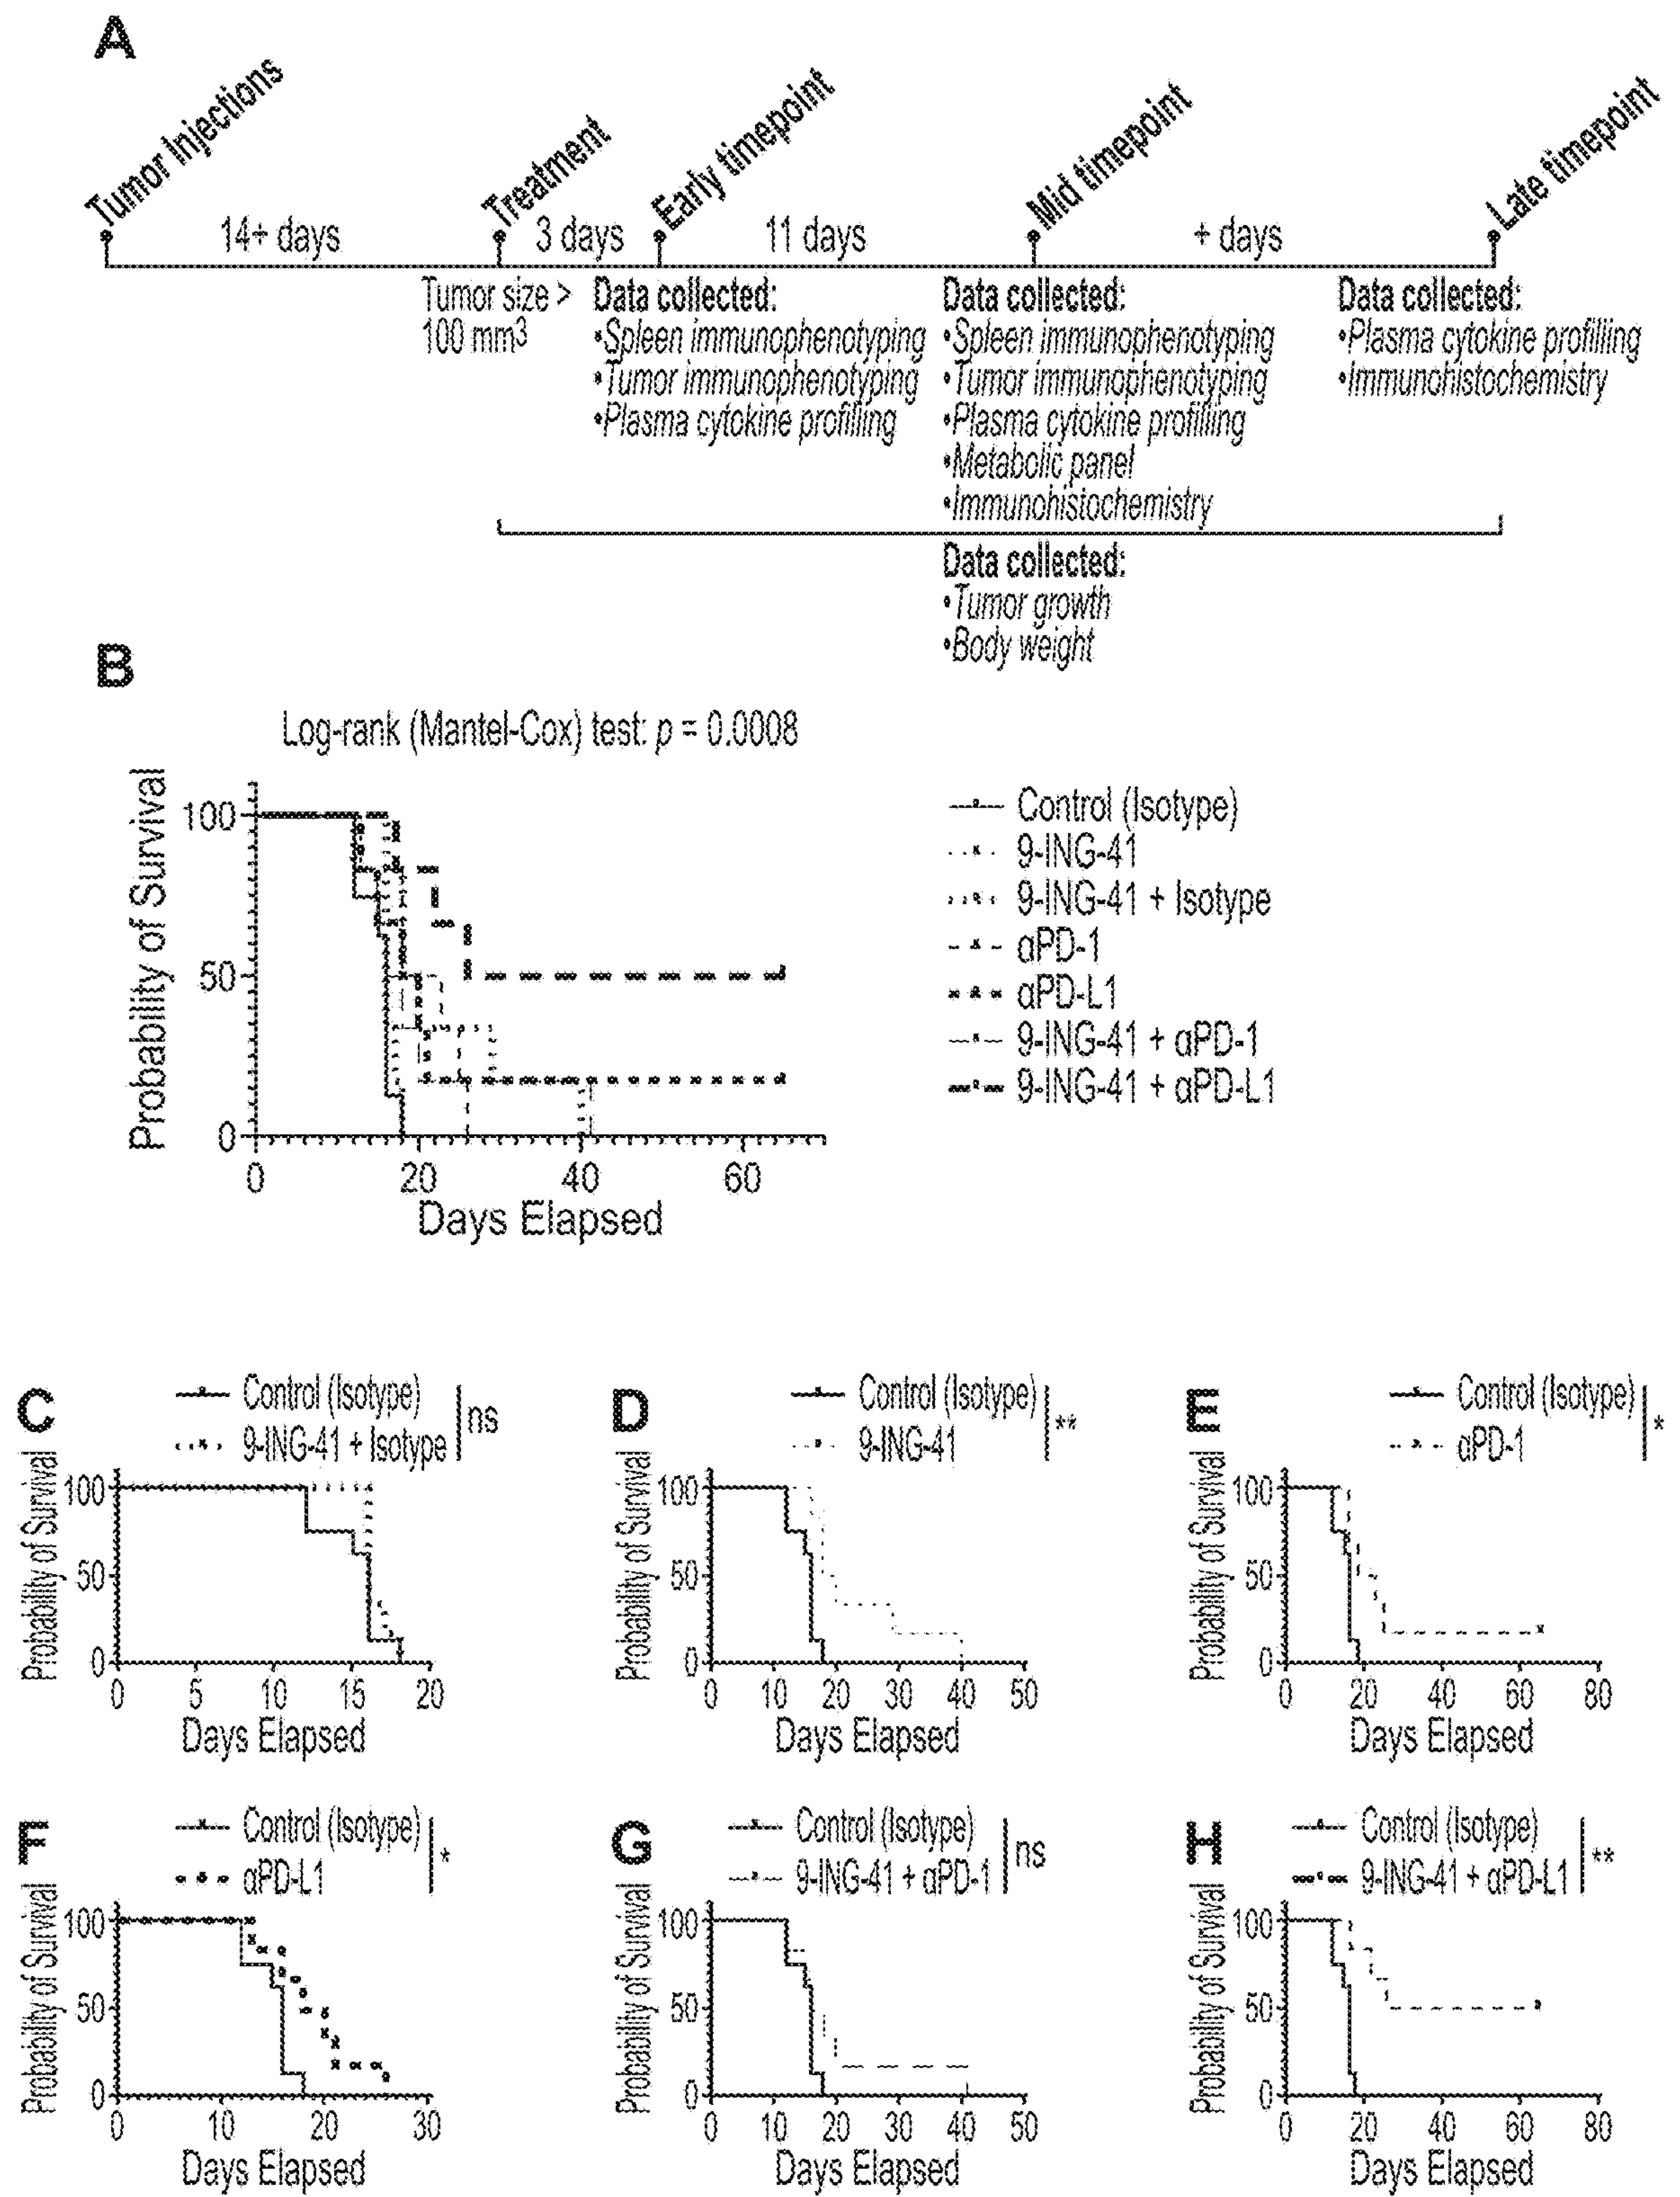 A
Tumor Injections
Treatment
Early timepoint
Mid timepoint
Late timepoint
14+ days
3 days
11 days
+ days
Tumor size >
100 mm3
Data collected:
•Spleen immunophenotyping
•Tumor immunophenotyping
•Plasma cytokine profilling
Data collected:
•Spleen immunophenotyping
•Tumor immunophenotyping
•Plasma cytokine profilling
•Metabolic panel
•Immunohistochemistry
Data collected:
•Plasma cytokine profilling
•Immunohistochemistry
Data collected:
•Tumor growth
•Body weight
B
Log-rank (Mantel-Cox) test: p = 0.0008
Probability of Survival
100
50
0
0 20 40 60
Days Elapsed
Control (Isotype)
9-ING-41
9-ING-41 + Isotype
αPD-1
αPD-L1
9-ING-41 + αPD-1
9-ING-41 + αPD-L1
C
Control (Isotype)
9-ING-41 + Isotype
ns
Probability of Survival
100
50
0
0 5 10 15 20
Days Elapsed
D
Control (Isotype)
9-ING-41
**
Probability of Survival
100
50
0
0 10 20 30 40 50
Days Elapsed
E
Control (Isotype)
αPD-1
*
Probability of Survival
100
50
0
0 20 40 60 80
Days Elapsed
F
Control (Isotype)
αPD-L1
*
Probability of Survival
100
50
0
0 10 20 30
Days Elapsed
G
Control (Isotype)
9-ING-41 + αPD-1
ns
Probability of Survival
100
50
0
0 10 20 30 40 50
Days Elapsed
H
Control (Isotype)
9-ING-41 + αPD-L1
**
Probability of Survival
100
50
0
0 20 40 60 80
Days Elapsed